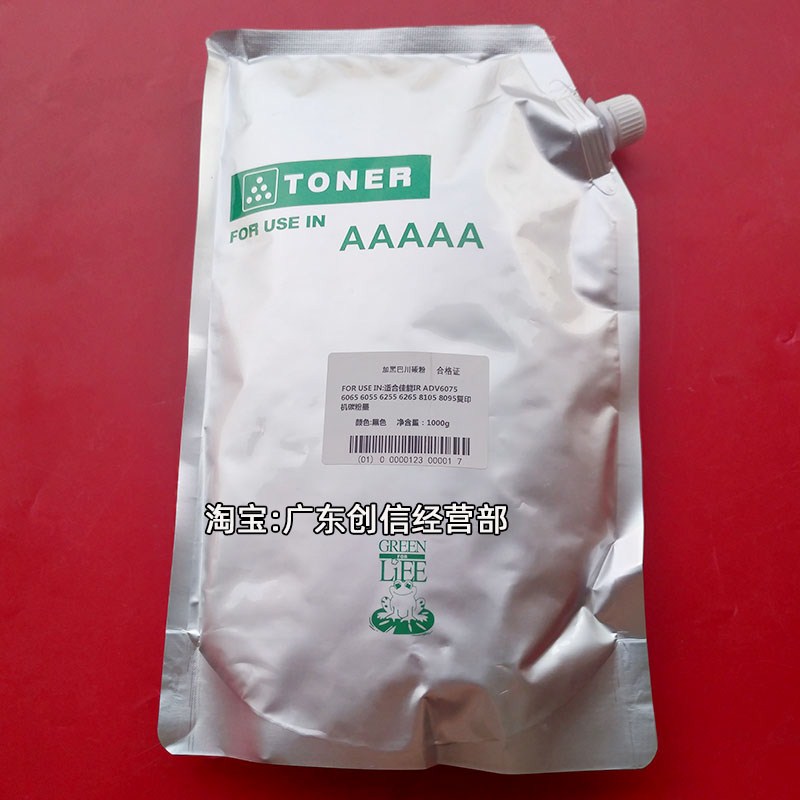 TONER
FOR USE IN AAAAA
加黑巴川碳粉 合格证
FOR USE IN:适合佳能IR ADV6075
6065 6055 6255 6265 8105 8095复印
机碳粉墨
颜色:黑色 净含量：1000g
(01) 0 0000123 00001 7
淘宝:广东创信经营部
GREEN
FOR
LiFE